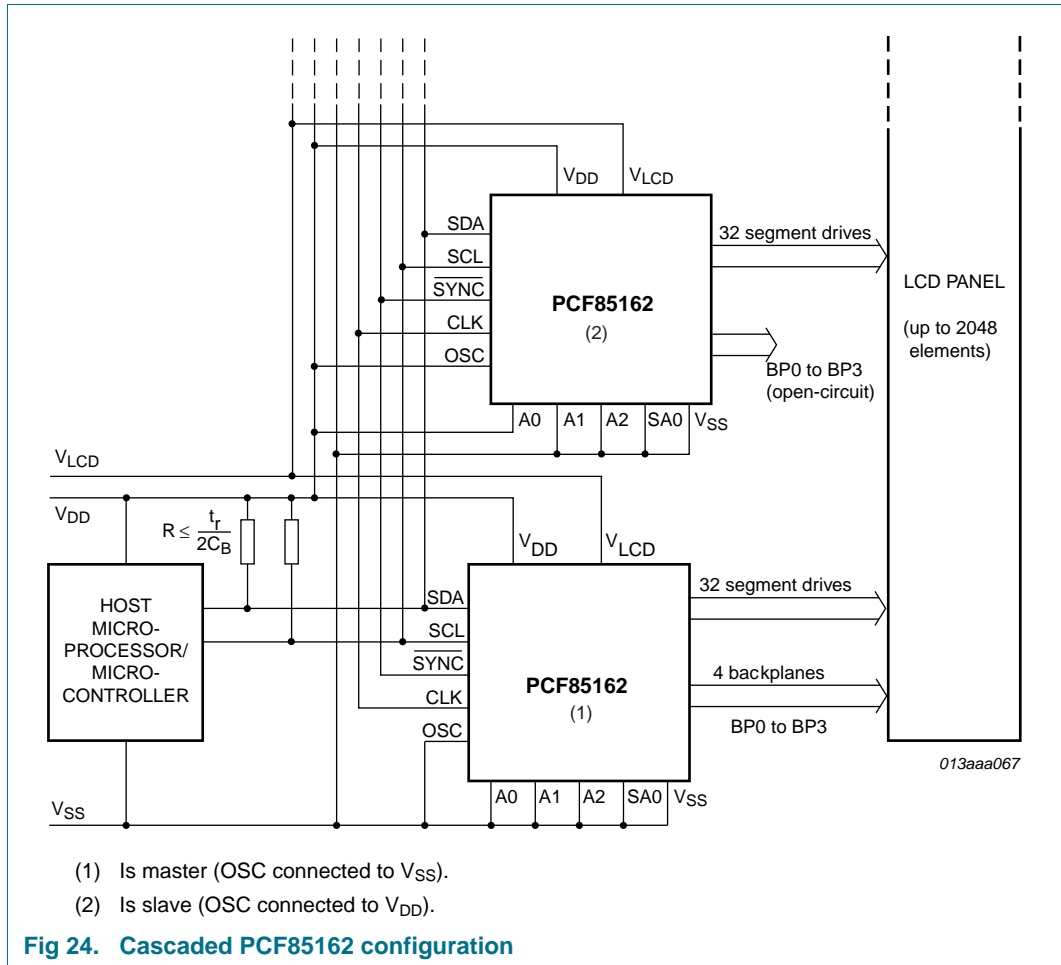 VDD
VLCD
SDA
SCL
SYNC
CLK
OSC
PCF85162
(2)
A0
A1
A2
SA0
VSS
32 segment drives
BP0 to BP3
(open-circuit)
LCD PANEL
(up to 2048
elements)
VLCD
VDD
R ≤ tr
2CB
HOST
MICRO-
PROCESSOR/
MICRO-
CONTROLLER
VSS
VDD
VLCD
SDA
SCL
SYNC
CLK
OSC
PCF85162
(1)
A0
A1
A2
SA0
VSS
32 segment drives
4 backplanes
BP0 to BP3
013aaa067
(1) Is master (OSC connected to VSS).
(2) Is slave (OSC connected to VDD).
Fig 24. Cascaded PCF85162 configuration